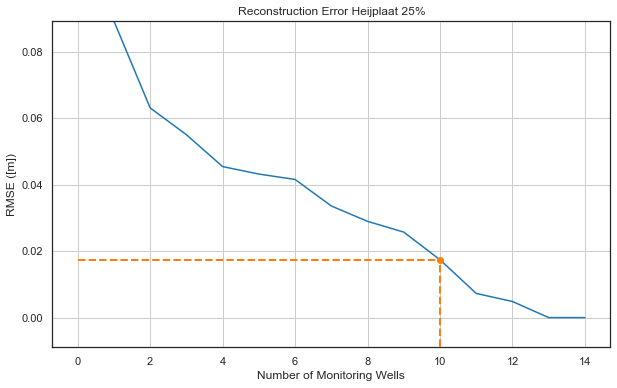 Reconstruction Error Heijplaat 25%
RMSE ([m])
0.08
0.06
0.04
0.02
0.00
0 2 4 6 8 10 12 14
Number of Monitoring Wells